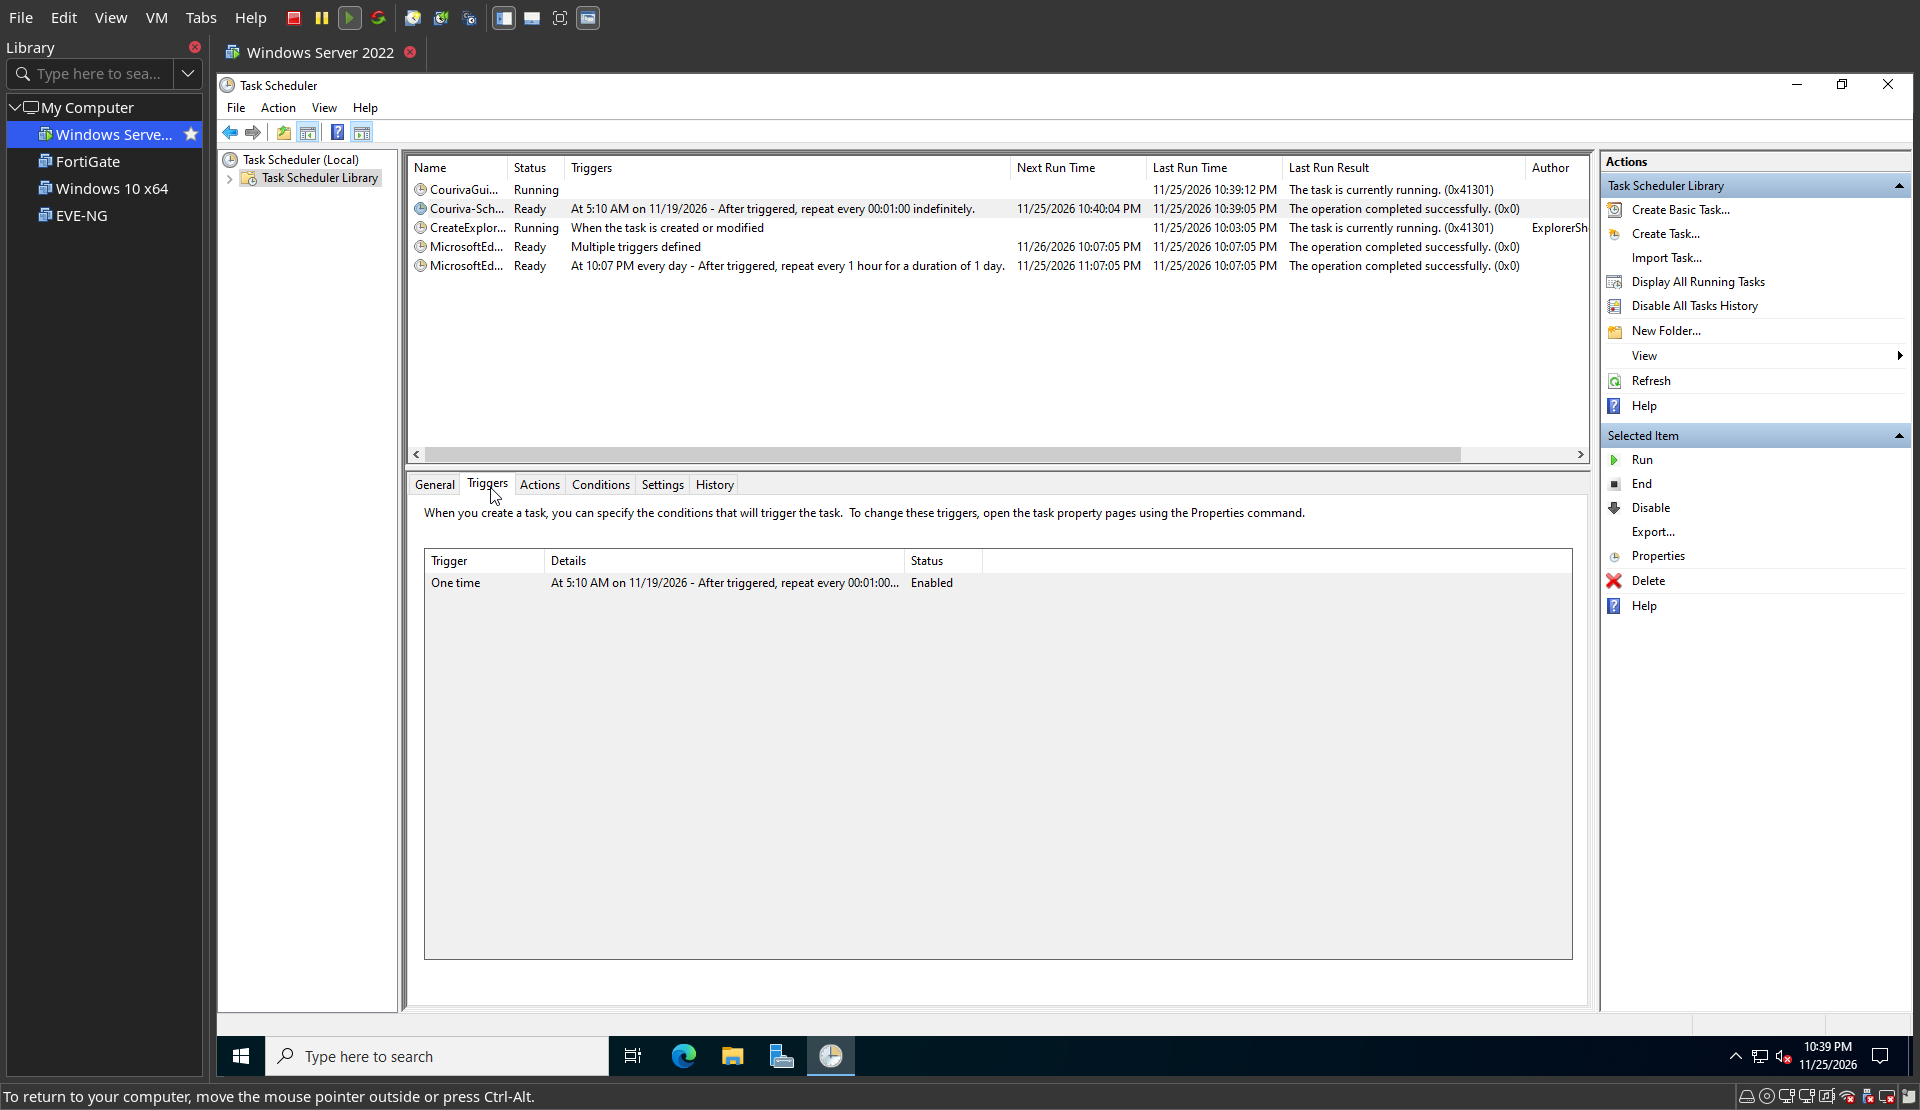 File Edit View VM Tabs Help
Library
Windows Server 2022
Type here to sea...
My Computer
Windows Serve...
FortiGate
Windows 10 x64
EVE-NG
Task Scheduler
File Action View Help
Task Scheduler (Local)
Task Scheduler Library
Name Status Triggers Next Run Time Last Run Time Last Run Result Author
CourivaGui... Running 11/25/2026 10:39:12 PM The task is currently running. (0x41301)
Couriva-Sch... Ready At 5:10 AM on 11/19/2026 - After triggered, repeat every 00:01:00 indefinitely. 11/25/2026 10:40:04 PM 11/25/2026 10:39:05 PM The operation completed successfully. (0x0)
CreateExplor... Running When the task is created or modified 11/25/2026 10:03:05 PM The task is currently running. (0x41301) ExplorerSh
MicrosoftEd... Ready Multiple triggers defined 11/26/2026 10:07:05 PM 11/25/2026 10:07:05 PM The operation completed successfully. (0x0)
MicrosoftEd... Ready At 10:07 PM every day - After triggered, repeat every 1 hour for a duration of 1 day. 11/25/2026 11:07:05 PM 11/25/2026 10:07:05 PM The operation completed successfully. (0x0)
General Triggers Actions Conditions Settings History
When you create a task, you can specify the conditions that will trigger the task. To change these triggers, open the task property pages using the Properties command.
Trigger Details Status
One time At 5:10 AM on 11/19/2026 - After triggered, repeat every 00:01:00... Enabled
Actions
Task Scheduler Library
Create Basic Task...
Create Task...
Import Task...
Display All Running Tasks
Disable All Tasks History
New Folder...
View
Refresh
Help
Selected Item
Run
End
Disable
Export...
Properties
Delete
Help
Type here to search
10:39 PM
11/25/2026
To return to your computer, move the mouse pointer outside or press Ctrl-Alt.